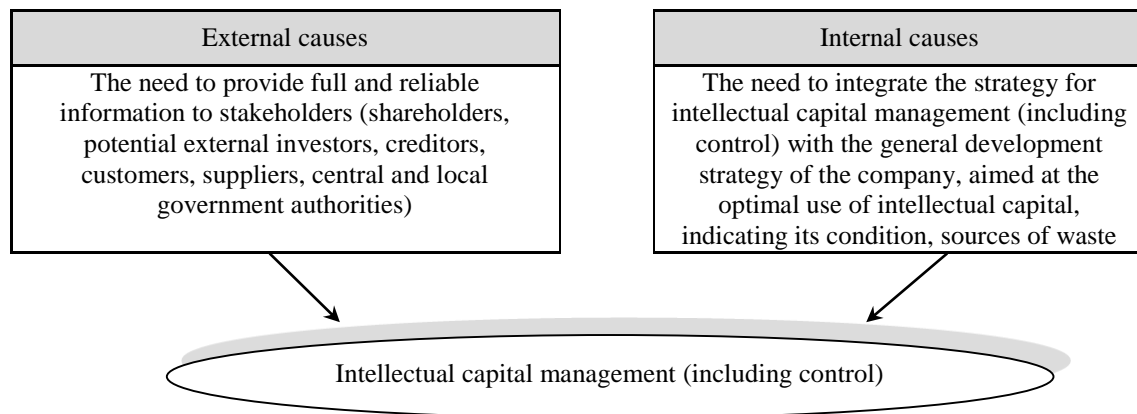 External causes
The need to provide full and reliable
information to stakeholders (shareholders,
potential external investors, creditors,
customers, suppliers, central and local
government authorities)
Internal causes
The need to integrate the strategy for
intellectual capital management (including
control) with the general development
strategy of the company, aimed at the
optimal use of intellectual capital,
indicating its condition, sources of waste
Intellectual capital management (including control)